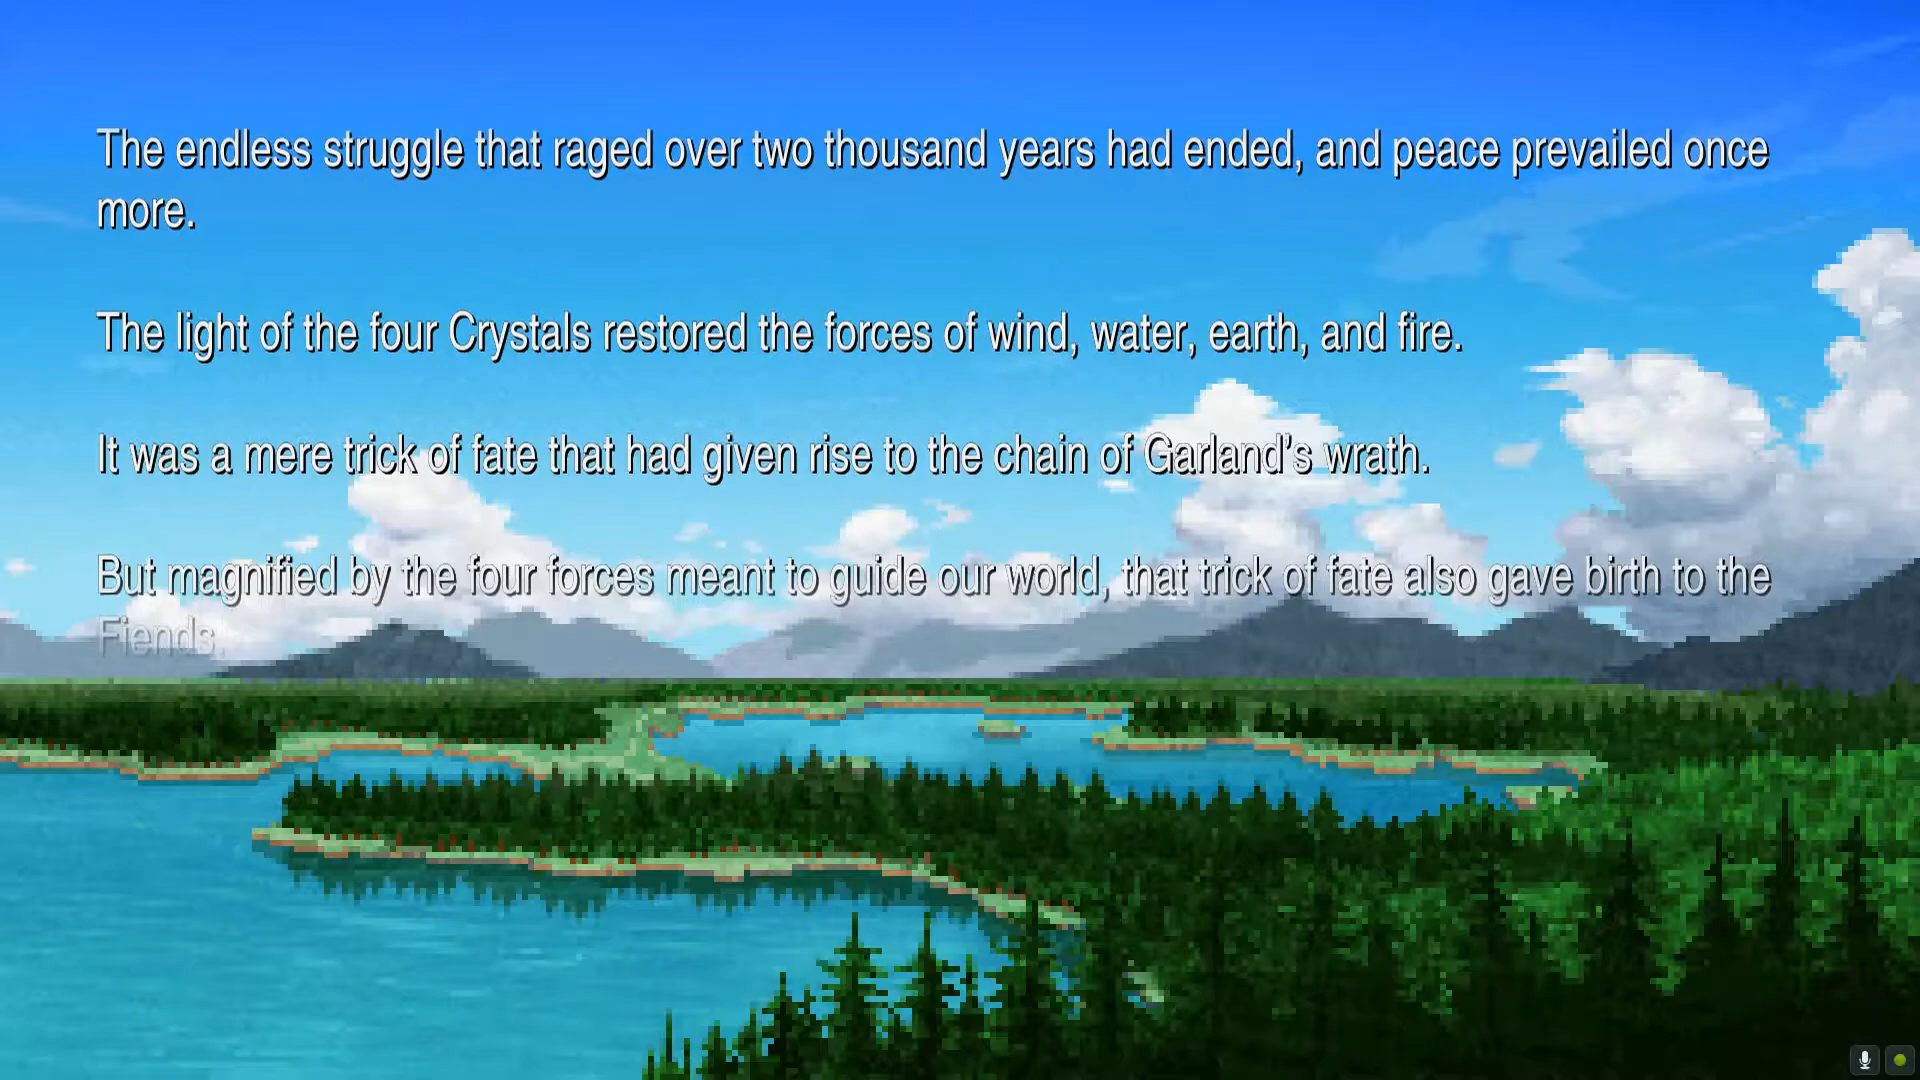 The endless struggle that raged over two thousand years had ended, and peace prevailed once
more.
The light of the four Crystals restored the forces of wind, water, earth, and fire.
It was a mere trick of fate that had given rise to the chain of Garland's wrath.
But magnified by the four forces meant to guide our world, that trick of fate also gave birth to the
Fiends.